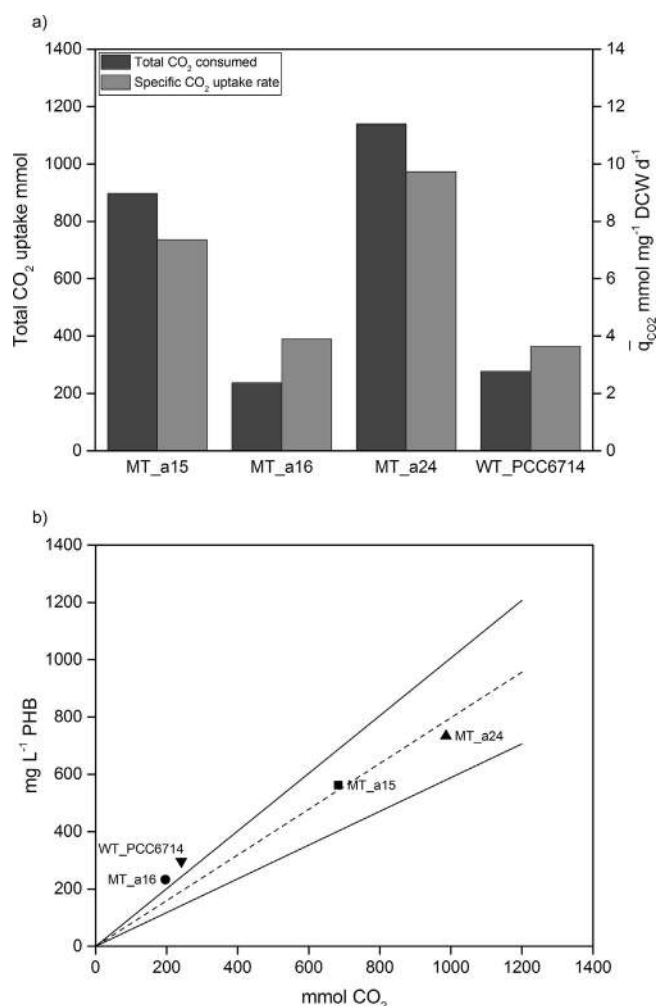 a)
1400
1200
1000
800
600
400
200
0
Total CO₂ uptake mmol
Total CO₂ consumed
Specific CO₂ uptake rate
14
12
10
8
6
4
2
0
q̄CO2 mmol mg⁻¹ DCW d⁻¹
MT_a15 MT_a16 MT_a24 WT_PCC6714
b)
1400
1200
1000
800
600
400
200
0
mg L⁻¹ PHB
MT_a24
MT_a15
WT_PCC6714
MT_a16
0 200 400 600 800 1000 1200 1400
mmol CO₂